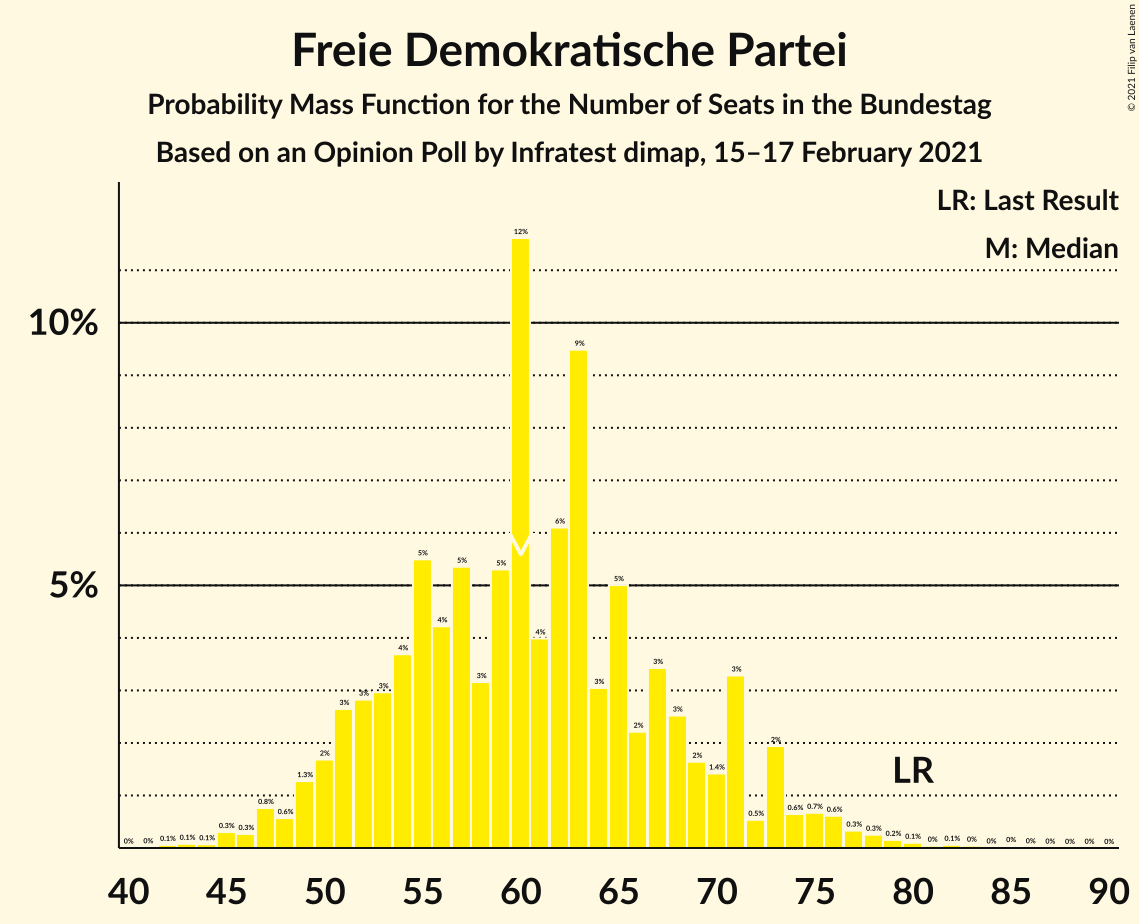 Freie Demokratische Partei
Probability Mass Function for the Number of Seats in the Bundestag
Based on an Opinion Poll by Infratest dimap, 15–17 February 2021
© 2021 Filip van Laenen
LR: Last Result
M: Median
10%
5%
0% 0% 0.1% 0.1% 0.1% 0.3% 0.3% 0.8% 0.6% 1.3% 2% 3% 3% 3% 4% 5% 4% 5% 3% 5% 12% 4% 6% 9% 3% 5% 2% 3% 3% 2% 1.4% 3% 0.5% 2% 0.6% 0.7% 0.6% 0.3% 0.3% 0.2% 0.1% 0% 0.1% 0% 0% 0% 0% 0% 0% 0% 0%
LR
40 45 50 55 60 65 70 75 80 85 90